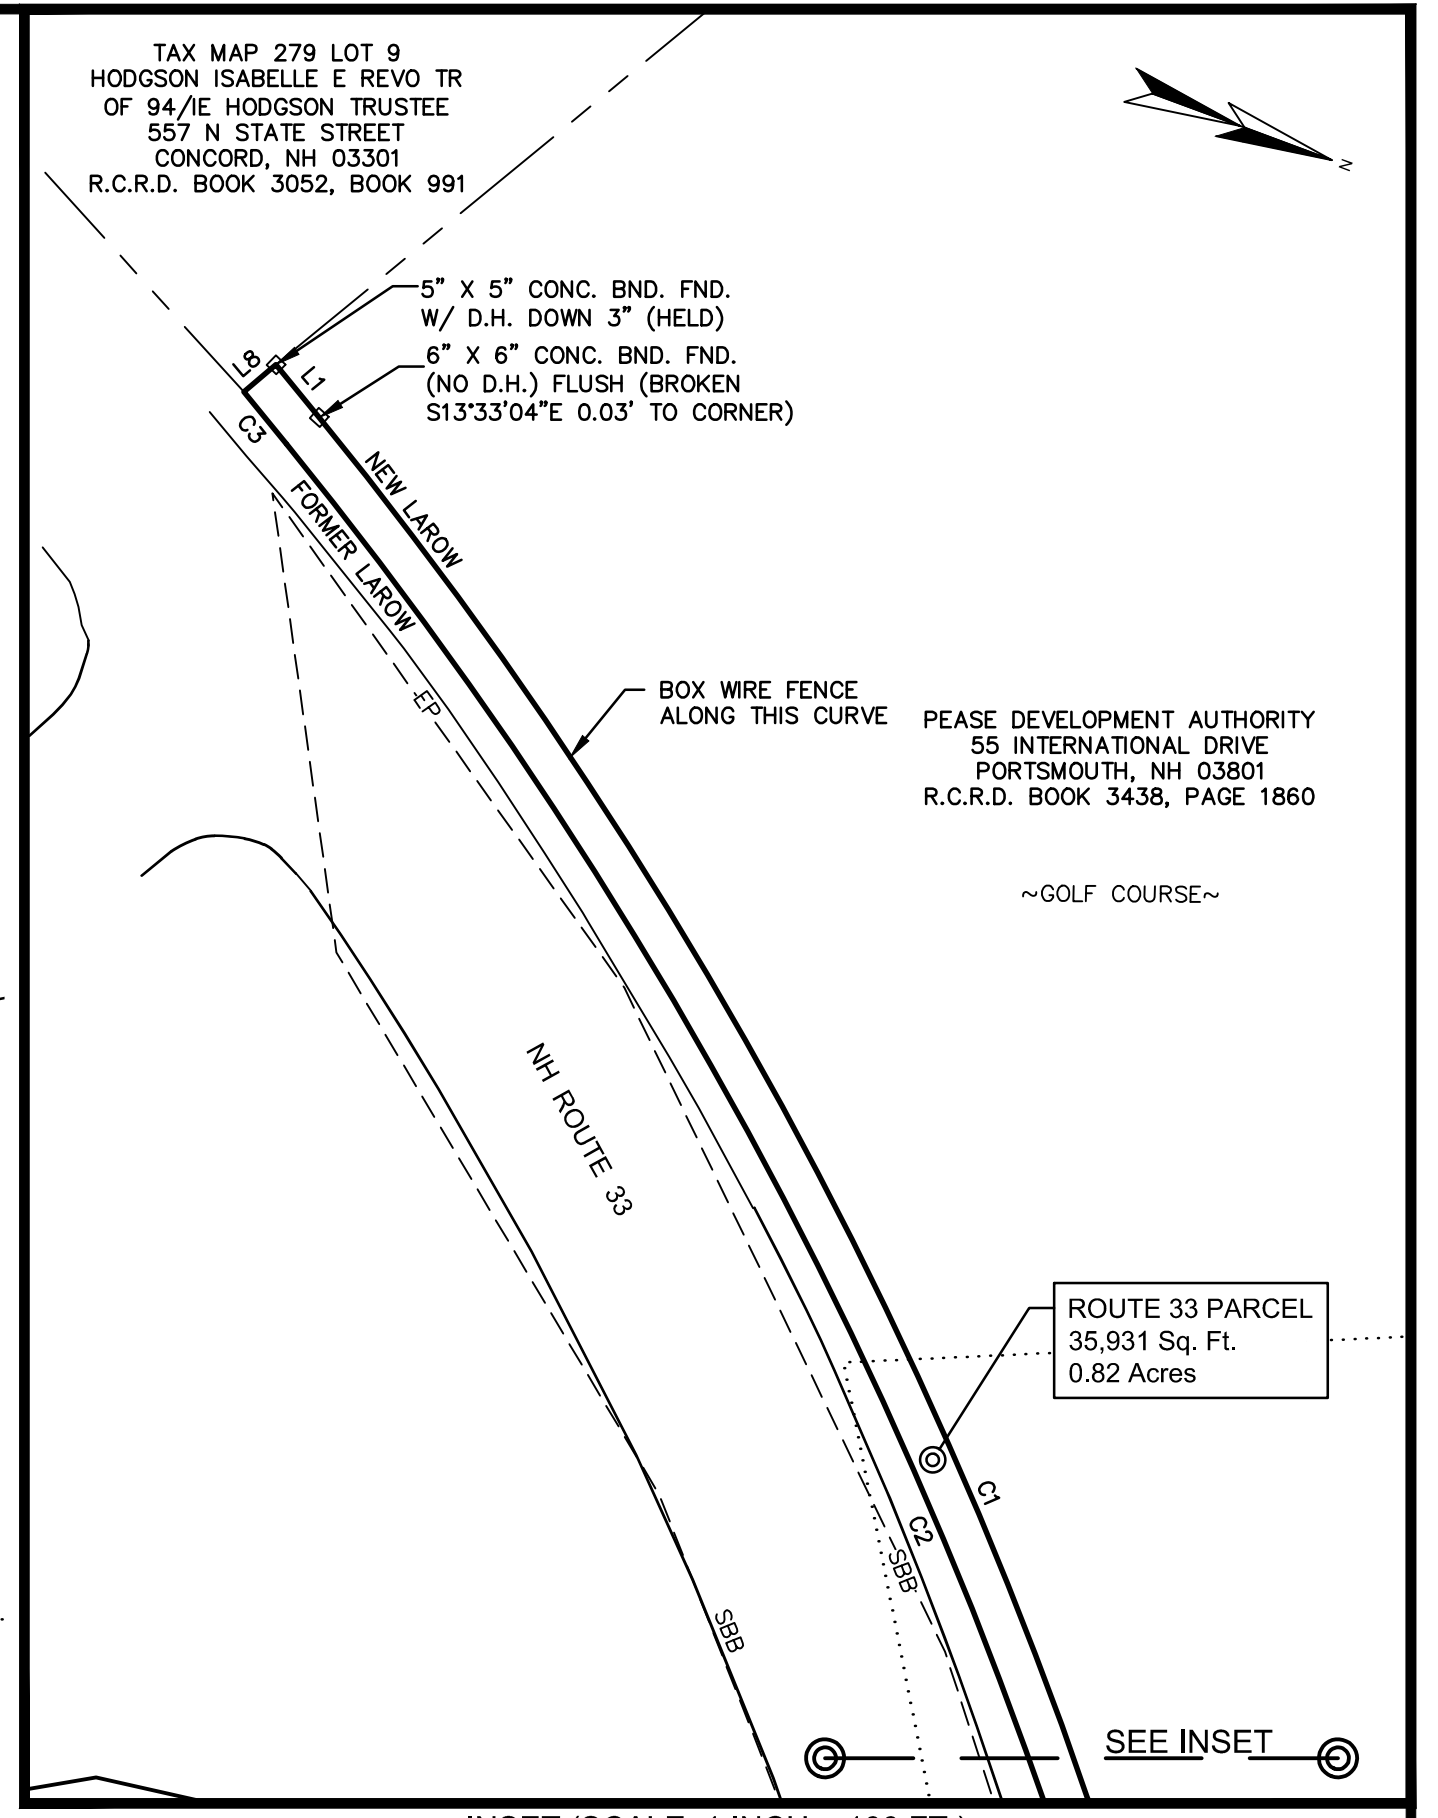 TAX MAP 279 LOT 9
HODGSON ISABELLE E REVO TR
OF 94/IE HODGSON TRUSTEE
557 N STATE STREET
CONCORD, NH 03301
R.C.R.D. BOOK 3052, BOOK 991
N
5" X 5" CONC. BND. FND.
W/ D.H. DOWN 3" (HELD)
6" X 6" CONC. BND. FND.
(NO D.H.) FLUSH (BROKEN
S13°33'04"E 0.03' TO CORNER)
L8
L1
C3
NEW LAROW
FORMER LAROW
EP
BOX WIRE FENCE
ALONG THIS CURVE
PEASE DEVELOPMENT AUTHORITY
55 INTERNATIONAL DRIVE
PORTSMOUTH, NH 03801
R.C.R.D. BOOK 3438, PAGE 1860
~GOLF COURSE~
NH ROUTE 33
ROUTE 33 PARCEL
35,931 Sq. Ft.
0.82 Acres
C1
C2
SBB
SBB
SEE INSET